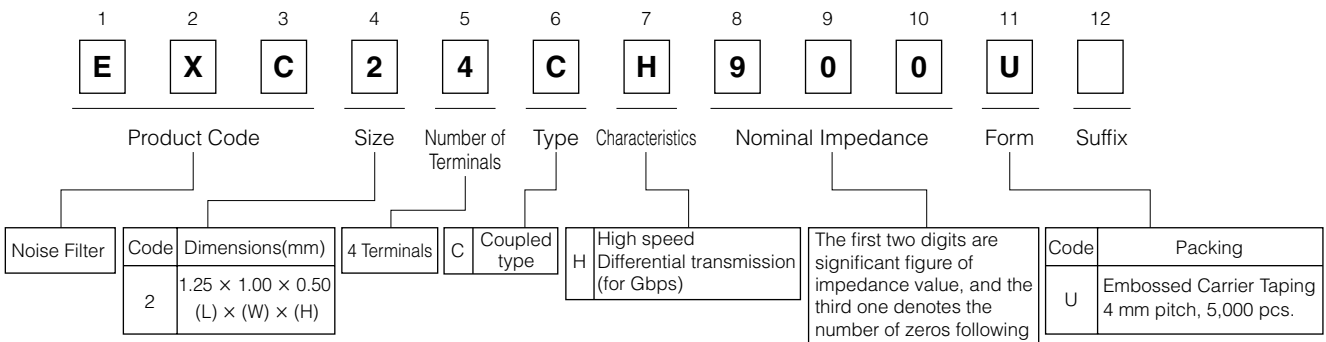 1 2 3 4 5 6 7 8 9 10 11 12
E X C 2 4 C H 9 0 0 U
Product Code Size Number of Terminals Type Characteristics Nominal Impedance Form Suffix
Noise Filter
Code Dimensions(mm)
2 1.25 × 1.00 × 0.50
(L) × (W) × (H)
4 Terminals
C Coupled
type
H High speed
Differential transmission
(for Gbps)
The first two digits are
significant figure of
impedance value, and the
third one denotes the
number of zeros following
Code Packing
U Embossed Carrier Taping
4 mm pitch, 5,000 pcs.